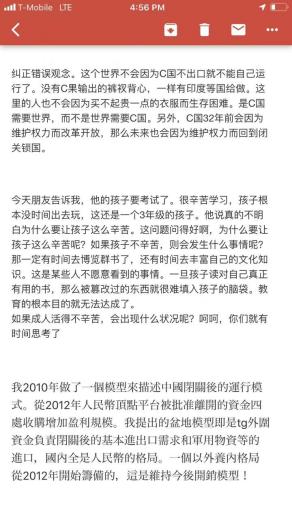 T-Mobile LTE
4:56 PM
纠正错误观念。这个世界不会因为C国不出口就不能自己运
行了。没有C果输出的裤衩背心，一样有印度等国给做。这
里的人也不会因为买不起贵一点的衣服而生存困难。是C国
需要世界，而不是世界需要C国。另外，C国32年前会因为
维护权力而改革开放，那么未来也会因为维护权力而回到闭
关锁国。
今天朋友告诉我，他的孩子要考试了。很辛苦学习，孩子根
本没时间出去玩，这还是一个3年级的孩子。他说真的不明
白为什么要让孩子这么辛苦。这问题问得好啊，为什么要让
孩子这么辛苦呢？如果孩子不辛苦，则会发生什么事情呢？
那一定有时间去博览群书了，还有时间去丰富自己的文化知
识。这是某些人不愿意看到的事情。一旦孩子读对自己真正
有用的书，那么被篡改过的东西就很难填入孩子的脑袋。教
育的根本目的就无法达成了。
如果成人活得不辛苦，会出现什么状况呢？呵呵，你们就有
时间思考了
我2010年做了一個模型來描述中國閉關後的運行模
式。從2012年人民幣頂點平台被批准離開的資金四
處收購增加盈利規模。我提出的盆地模型即是tg外圍
資金負責閉關後的基本進出口需求和軍用物資等的
進口，國內全是人民幣的格局。一個以外養內格局
從2012年開始籌備的，這是維持今後開銷模型！